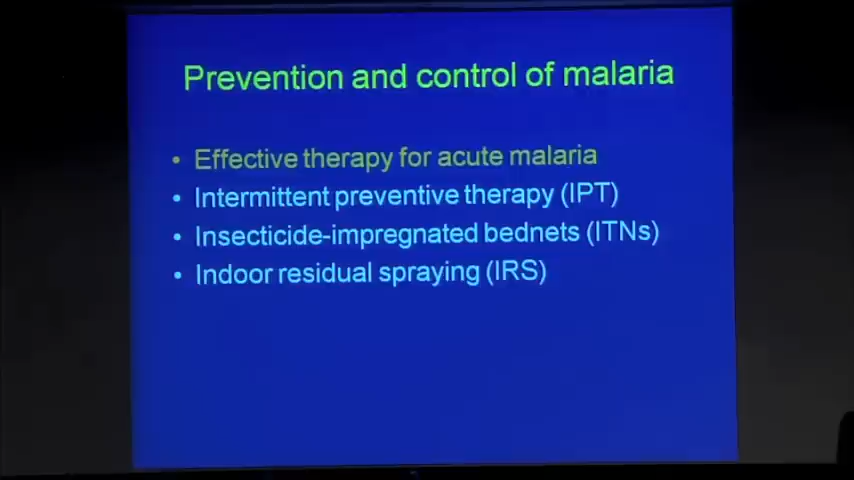 Prevention and control of malaria
• Effective therapy for acute malaria
• Intermittent preventive therapy (IPT)
• Insecticide-impregnated bednets (ITNs)
• Indoor residual spraying (IRS)